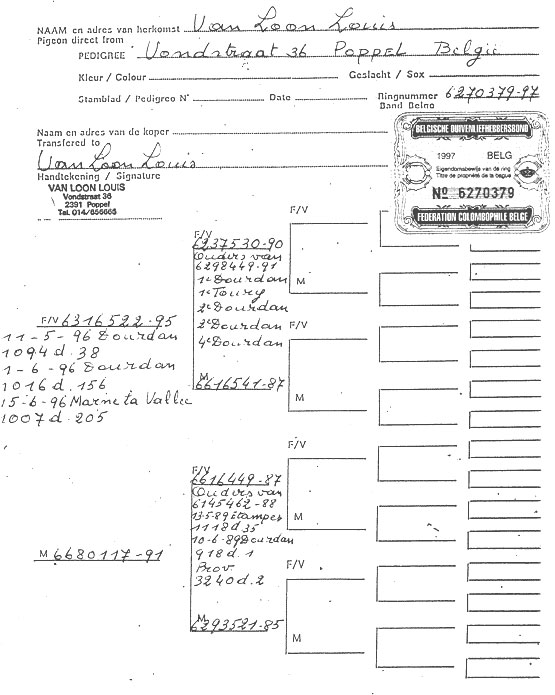 NAAM en adres van herkomst Van Loon Louis
Pigeon direct from
PEDIGREE Vondstraat 36 Poppel België
Kleur / Colour Geslacht / Sox
Stamblad / Pedigreo N° Date Ringnummer 6270379-97
Band Delno
Naam en adres van de koper
Transfered to
Van Loon Louis
Handtekening / Signature
VAN LOON LOUIS
Vondstraat 36
2391 Poppel
Tel. 014/656665
BELGISCHE DUIVENLIEFHEBBERSBOND
1997 BELG
Eigendomsbewijs van de ring
Titre de propriété de la bague
No 6270379
FEDERATION COLOMBOPHILE BELGE
F/V 6316522-95
11-5-96 Dourdan
1094 d. 38
1-6-96 Dourdan
1016 d. 156
15-6-96 Marne la Vallee
1007 d. 205
F/V
6237530-90
Ouders van
6298449-91
1e Dourdan
1e Toury
2e Dourdan
3e Dourdan
4e Dourdan
M
6616541-87
F/V
M
F/V
M
M 6680117-91
F/V
6616449-87
Ouders van
6145462-88
13-5-89 Etampes
1118 d 35
10-6-89 Dourdan
918 d. 1
Prov.
3240 d. 2
M
6293521-85
F/V
M
F/V
M